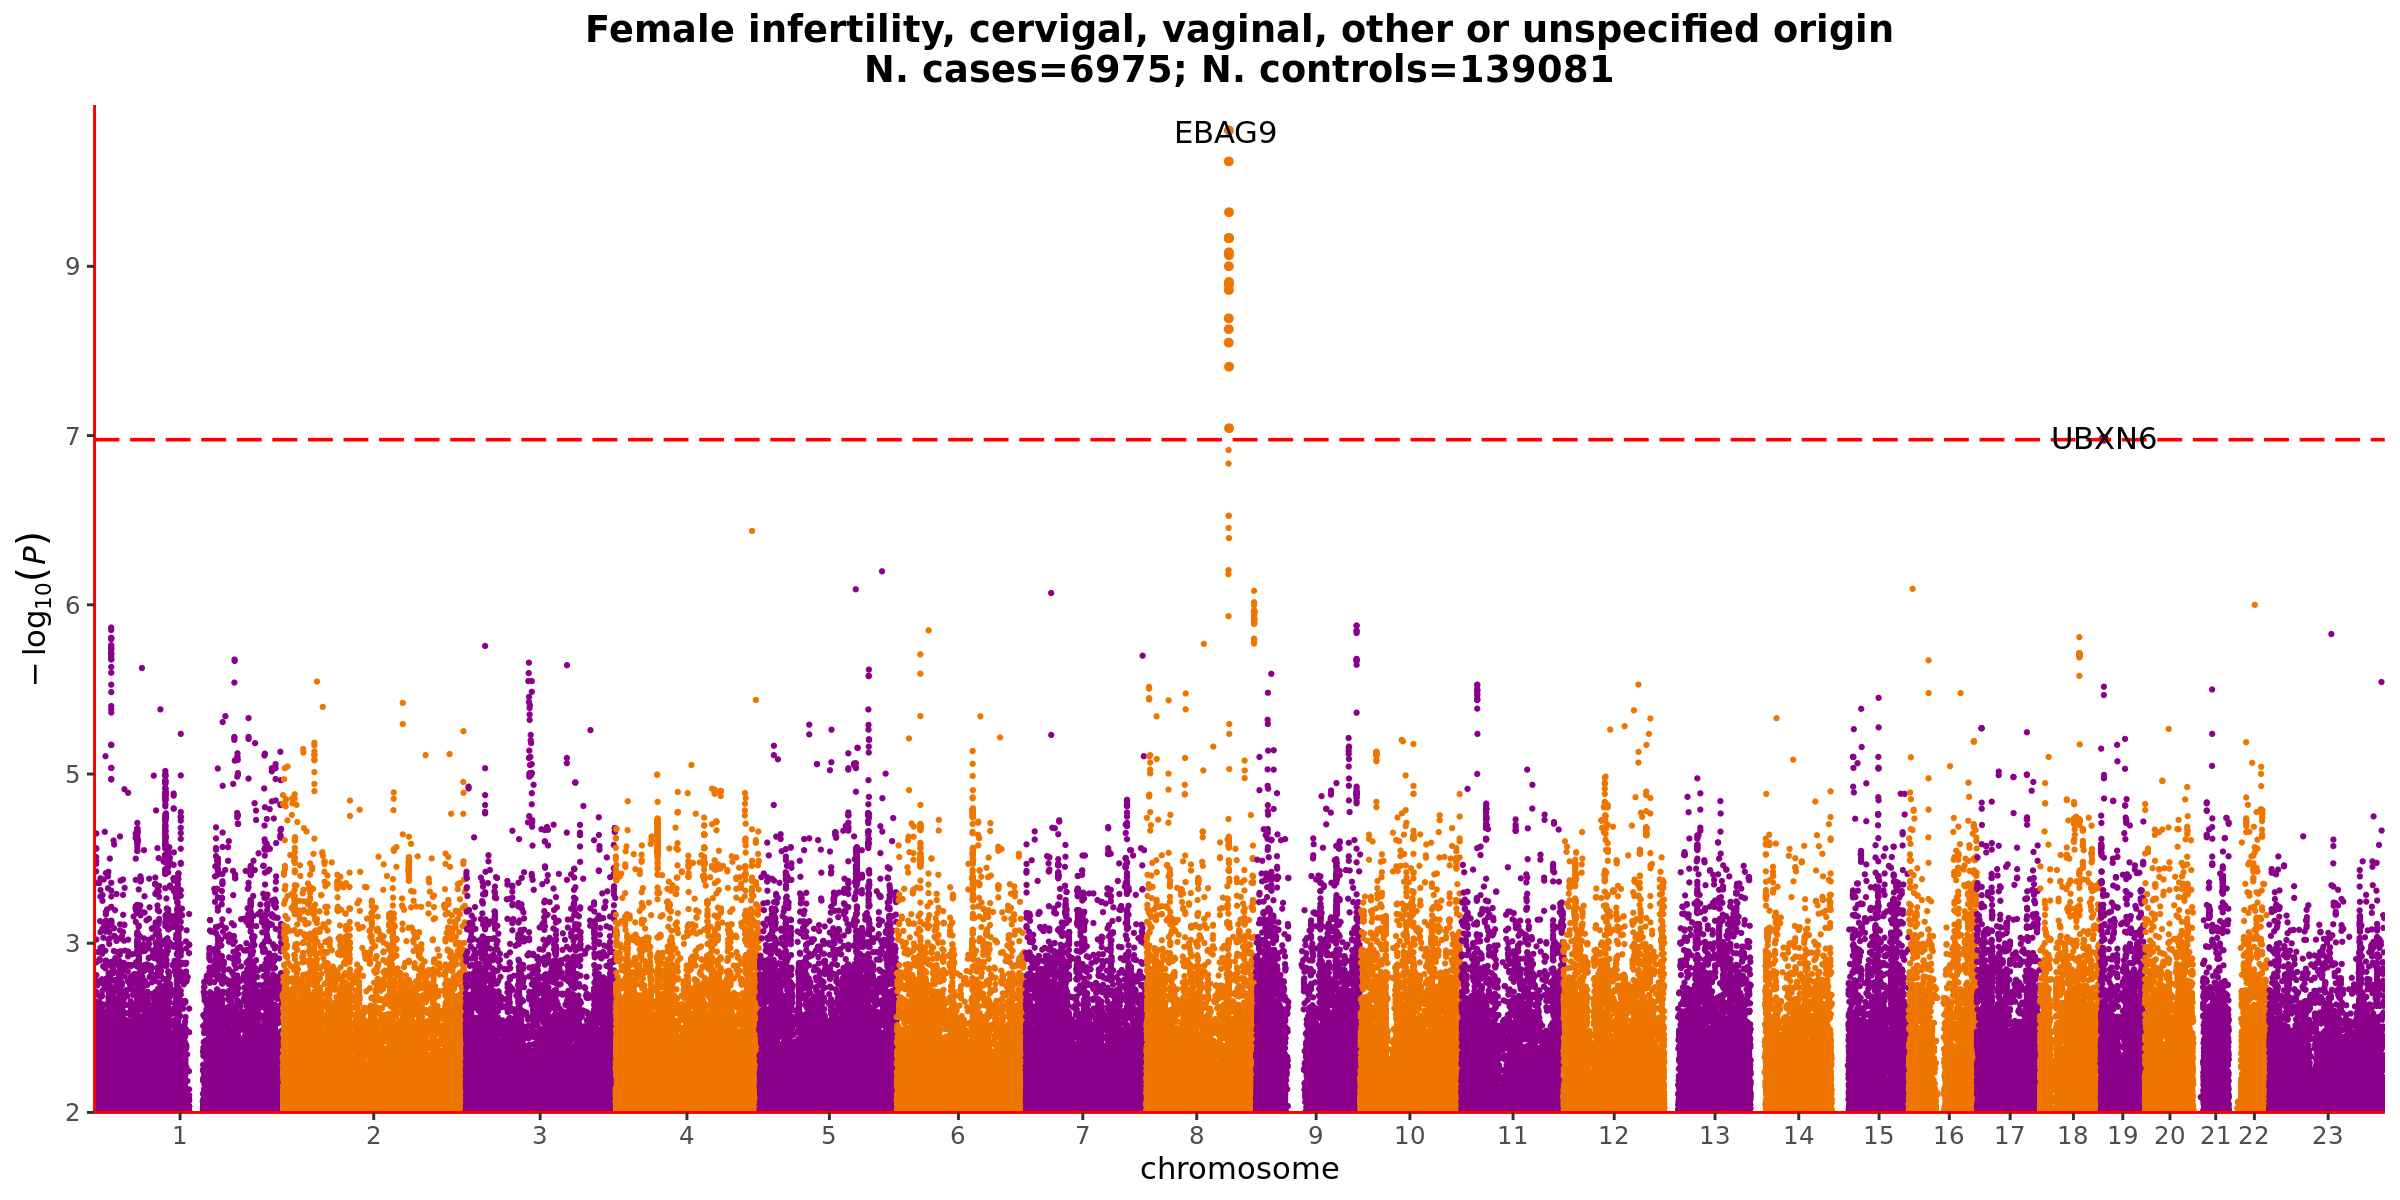 Female infertility, cervigal, vaginal, other or unspecified origin
N. cases=6975; N. controls=139081
EBAG9
9
7
UBXN6
6
5
3
2
− log10(P)
1 2 3 4 5 6 7 8 9 10 11 12 13 14 15 16 17 18 19 20 21 22 23
chromosome